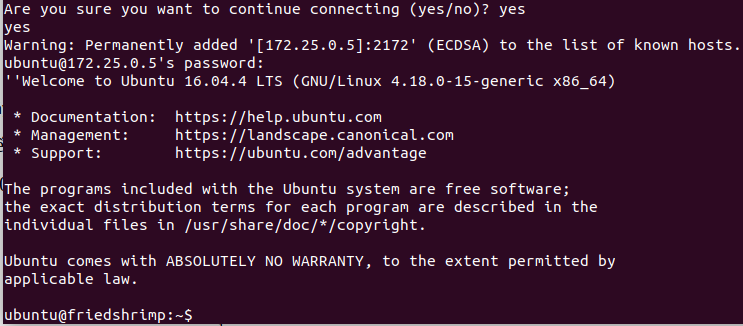 Are you sure you want to continue connecting (yes/no)? yes
yes
Warning: Permanently added '[172.25.0.5]:2172' (ECDSA) to the list of known hosts.
ubuntu@172.25.0.5's password:
''Welcome to Ubuntu 16.04.4 LTS (GNU/Linux 4.18.0-15-generic x86_64)
* Documentation:  https://help.ubuntu.com
* Management:     https://landscape.canonical.com
* Support:        https://ubuntu.com/advantage
The programs included with the Ubuntu system are free software;
the exact distribution terms for each program are described in the
individual files in /usr/share/doc/*/copyright.
Ubuntu comes with ABSOLUTELY NO WARRANTY, to the extent permitted by
applicable law.
ubuntu@friedshrimp:~$